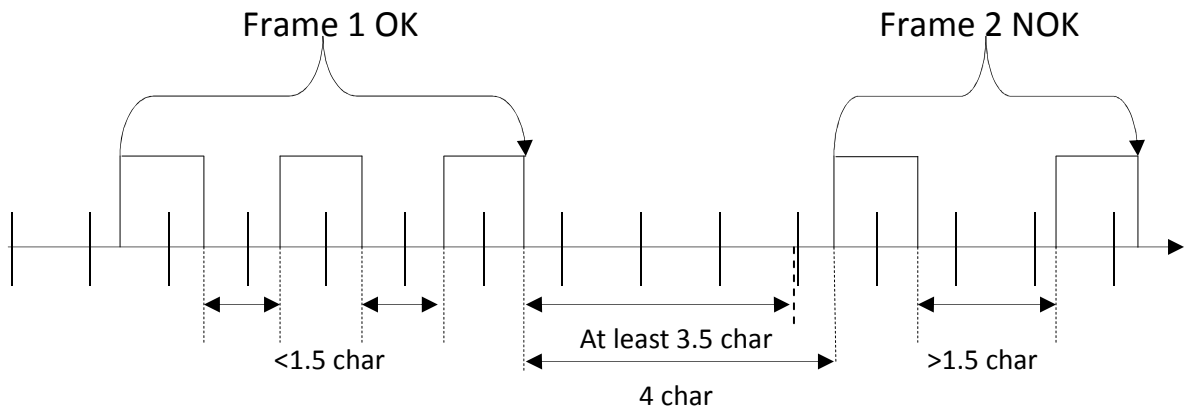 Frame 1 OK
Frame 2 NOK
At least 3.5 char
<1.5 char
>1.5 char
4 char